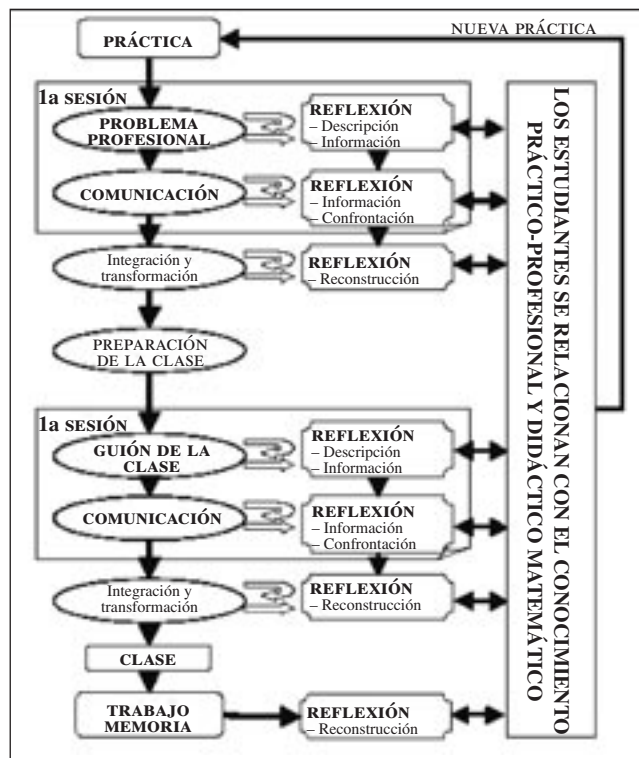 NUEVA PRÁCTICA
PRÁCTICA
1a SESIÓN
PROBLEMA
PROFESIONAL
REFLEXIÓN
– Descripción
– Información
COMUNICACIÓN
REFLEXIÓN
– Información
– Confrontación
Integración y
transformación
REFLEXIÓN
– Reconstrucción
PREPARACIÓN
DE LA CLASE
1a SESIÓN
GUIÓN DE LA
CLASE
REFLEXIÓN
– Descripción
– Información
COMUNICACIÓN
REFLEXIÓN
– Información
– Confrontación
Integración y
transformación
REFLEXIÓN
– Reconstrucción
CLASE
TRABAJO
MEMORIA
REFLEXIÓN
– Reconstrucción
LOS ESTUDIANTES SE RELACIONAN CON EL CONOCIMIENTO
PRÁCTICO-PROFESIONAL Y DIDÁCTICO MATEMÁTICO